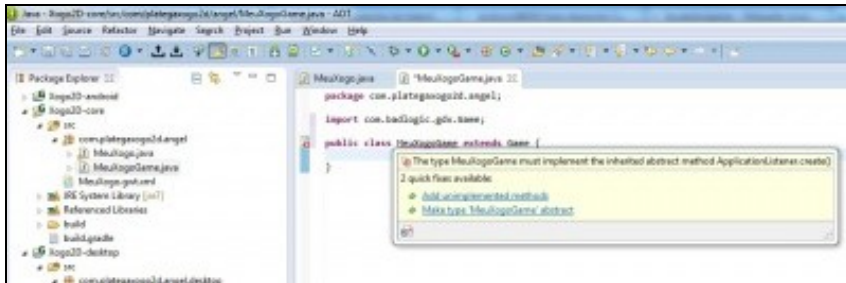 Java - Xogo2D-core/src/com/plategaxogo2d/angel/MeuXogoGame.java - ADT
File Edit Source Refactor Navigate Search Project Run Window Help
Package Explorer
MeuXogo.java
*MeuXogoGame.java
Xogo2D-android
Xogo2D-core
src
com.plategaxogo2d.angel
MeuXogo.java
MeuXogoGame.java
MeuXogo.gwt.xml
JRE System Library
Referenced Libraries
build
build.gradle
Xogo2D-desktop
src
com.plategaxogo2d.angel.desktop
package com.plategaxogo2d.angel;
import com.badlogic.gdx.Game;
public class MeuXogoGame extends Game {
}
The type MeuXogoGame must implement the inherited abstract method ApplicationListener.create()
2 quick fixes available:
Add unimplemented methods
Make type 'MeuXogoGame' abstract